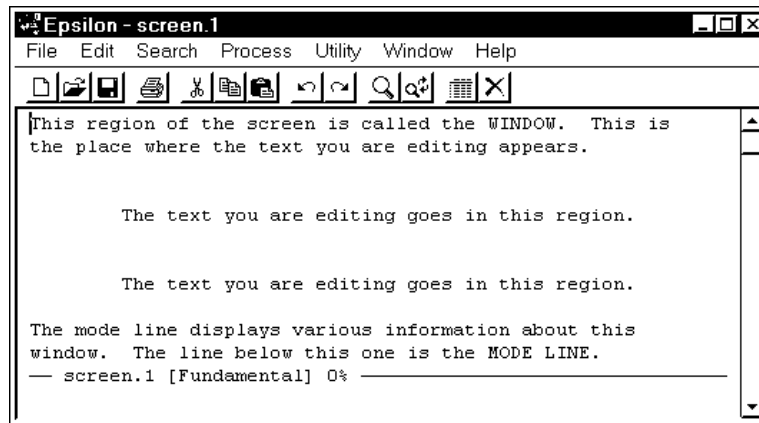 Epsilon - screen.1
File Edit Search Process Utility Window Help
This region of the screen is called the WINDOW. This is
the place where the text you are editing appears.
The text you are editing goes in this region.
The text you are editing goes in this region.
The mode line displays various information about this
window. The line below this one is the MODE LINE.
screen.1 [Fundamental] 0%